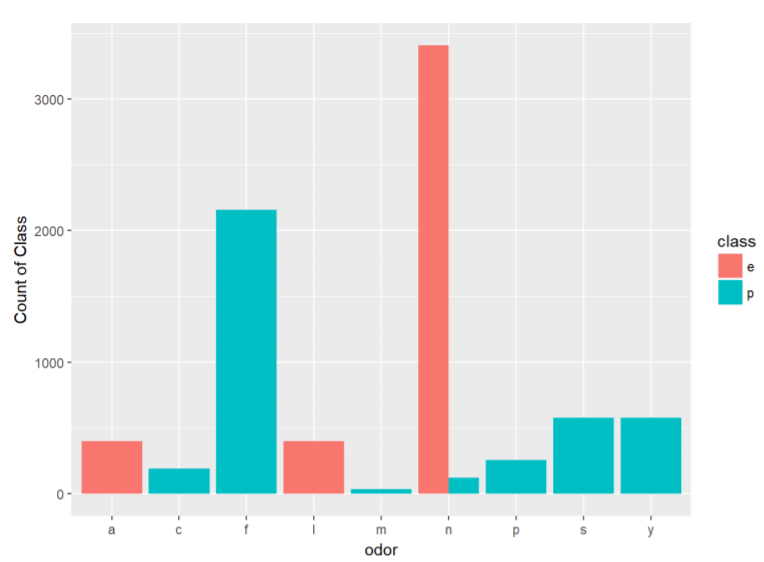 3000
2000
1000
0
Count of Class
a c f l m n p s y
odor
class
e
p